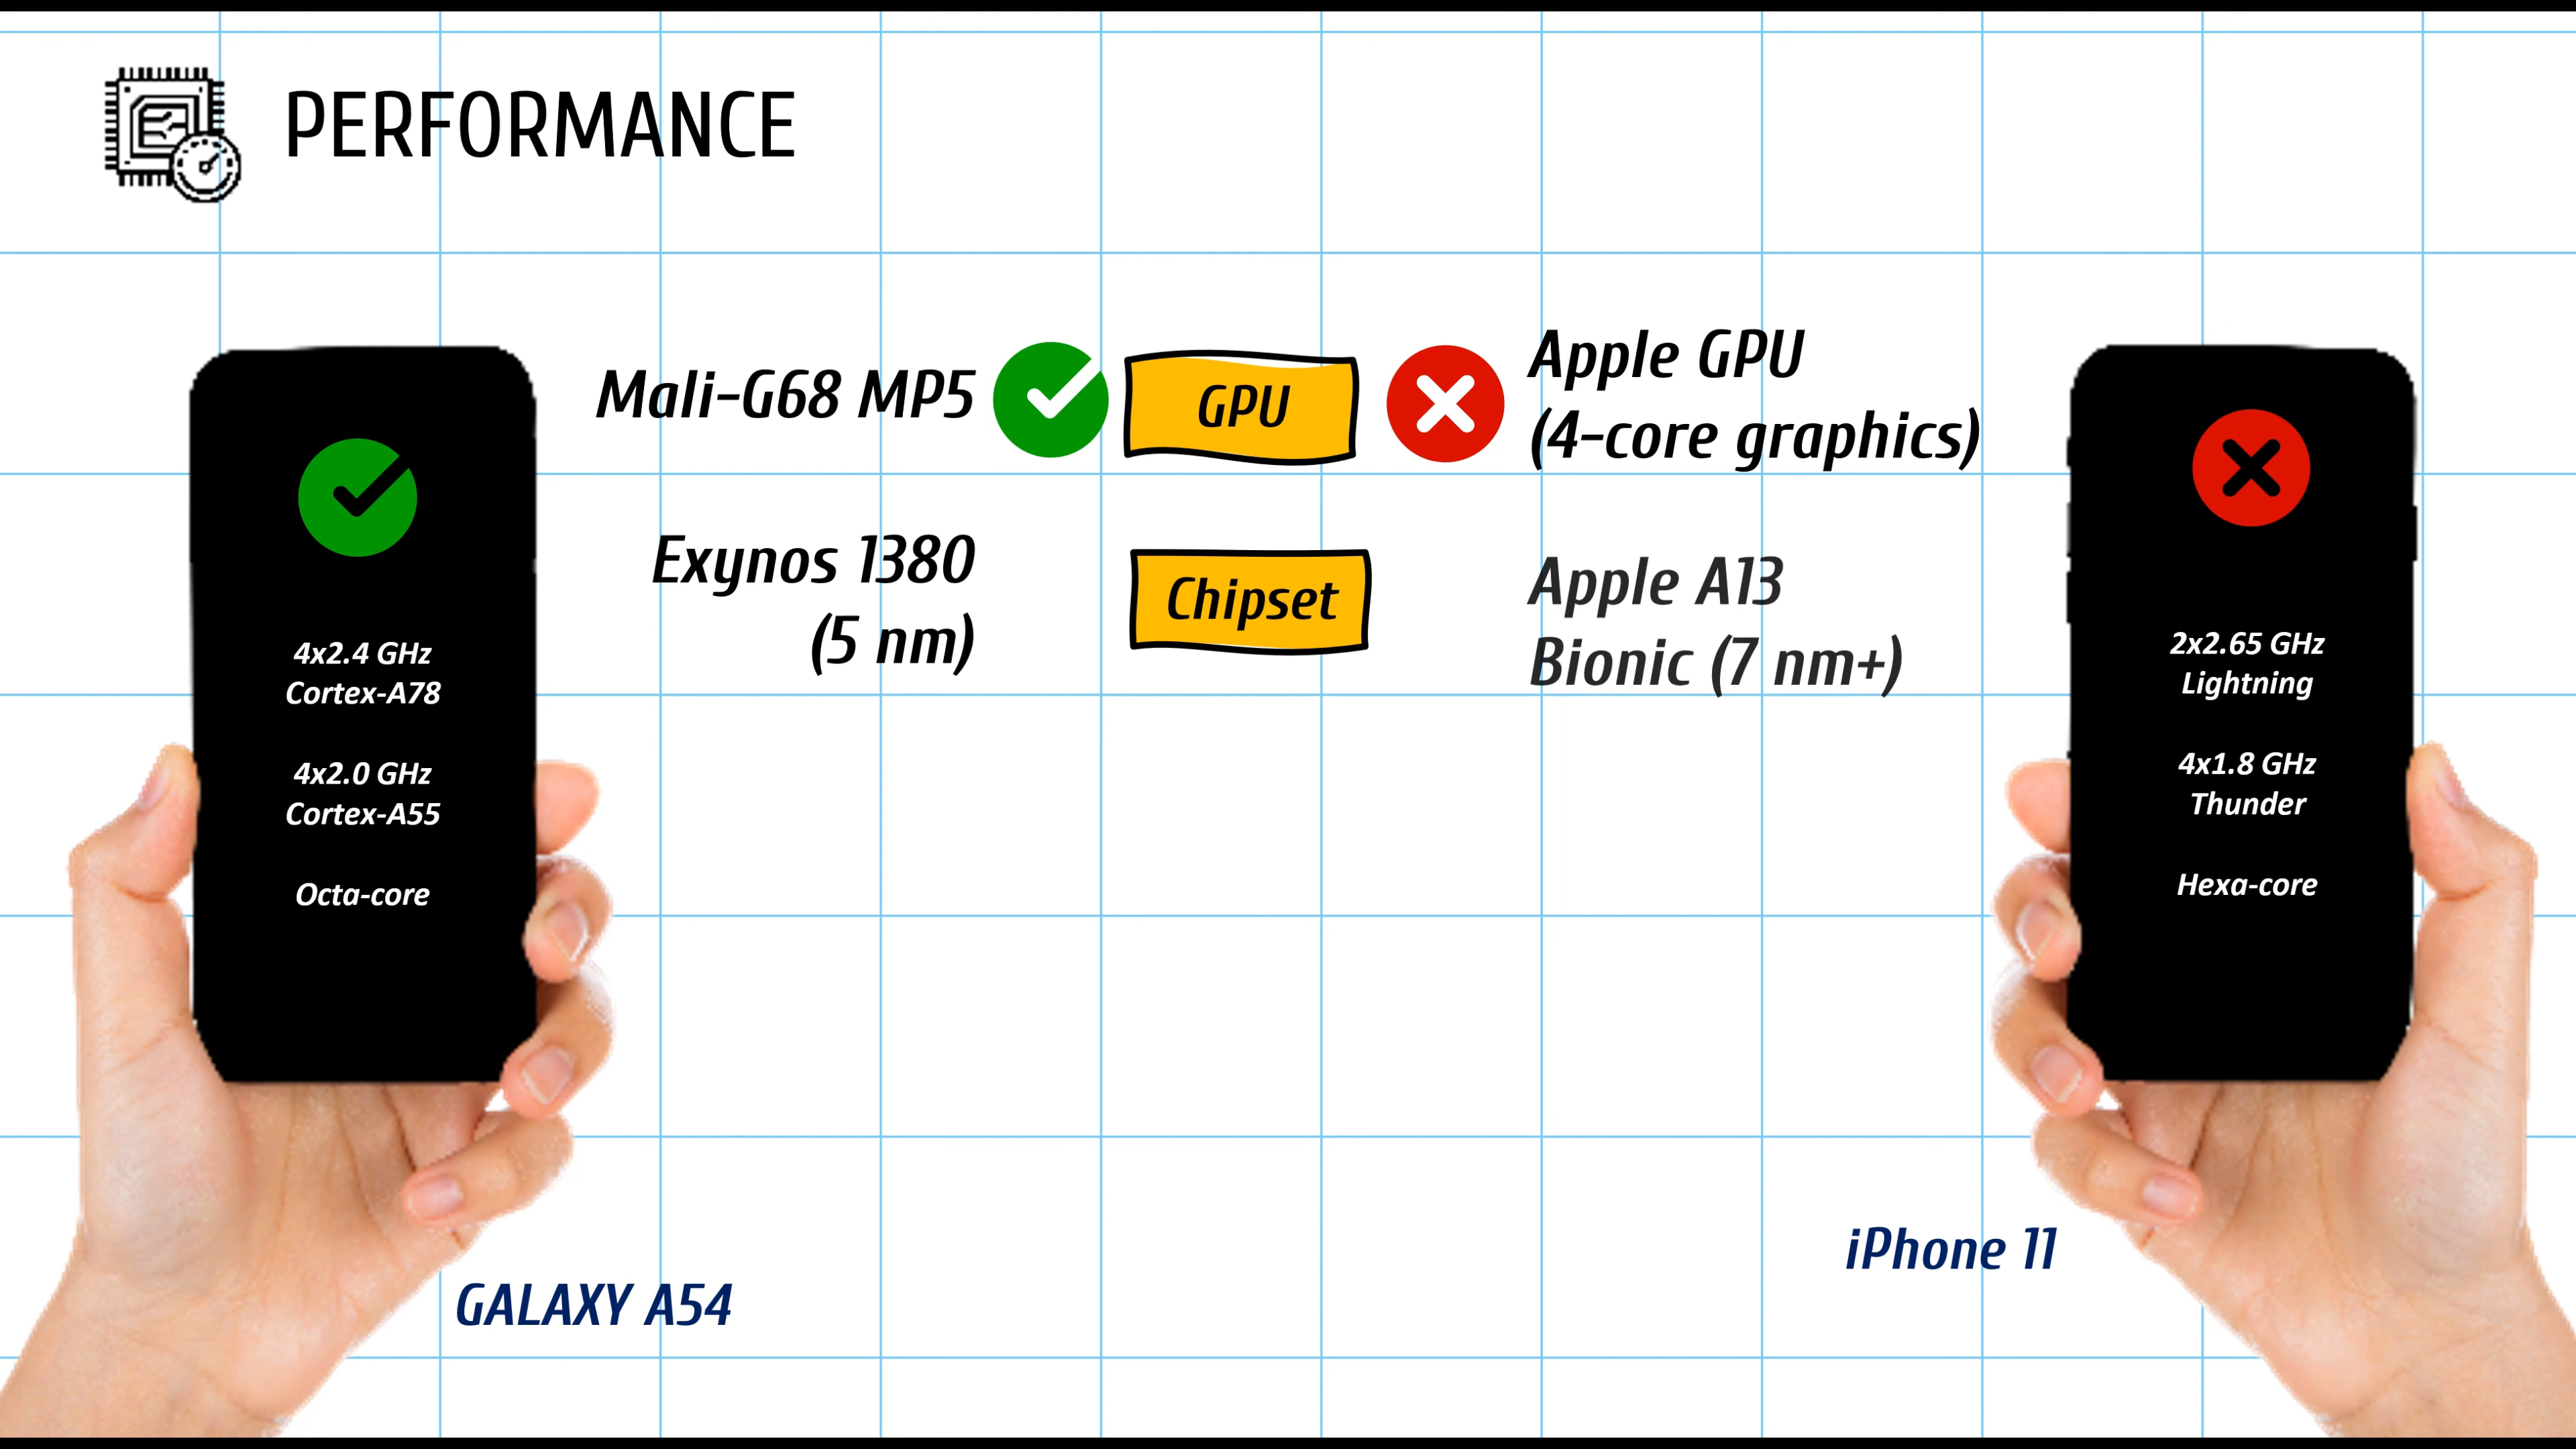 PERFORMANCE
Mali-G68 MP5
GPU
Apple GPU
(4-core graphics)
Exynos 1380
(5 nm)
Chipset
Apple A13
Bionic (7 nm+)
4x2.4 GHz
Cortex-A78
4x2.0 GHz
Cortex-A55
Octa-core
2x2.65 GHz
Lightning
4x1.8 GHz
Thunder
Hexa-core
GALAXY A54
iPhone 11